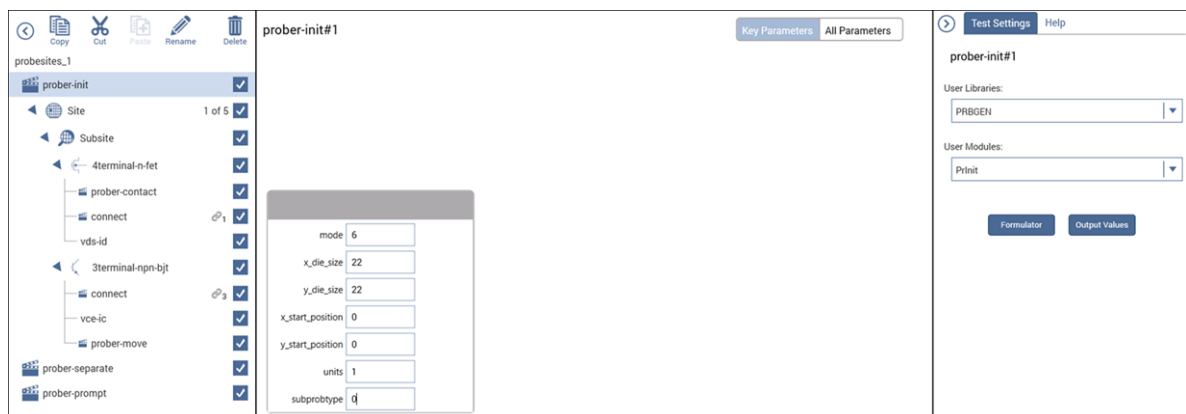 Copy Cut Paste Rename Delete
probesites_1
prober-init
Site 1 of 5
Subsite
4terminal-n-fet
prober-contact
connect 1
vds-id
3terminal-npn-bjt
connect 3
vce-ic
prober-move
prober-separate
prober-prompt
prober-init#1
Key Parameters All Parameters
mode 6
x_die_size 22
y_die_size 22
x_start_position 0
y_start_position 0
units 1
subprobtype 0
Test Settings Help
prober-init#1
User Libraries:
PRBGEN
User Modules:
PrInit
Formulator Output Values